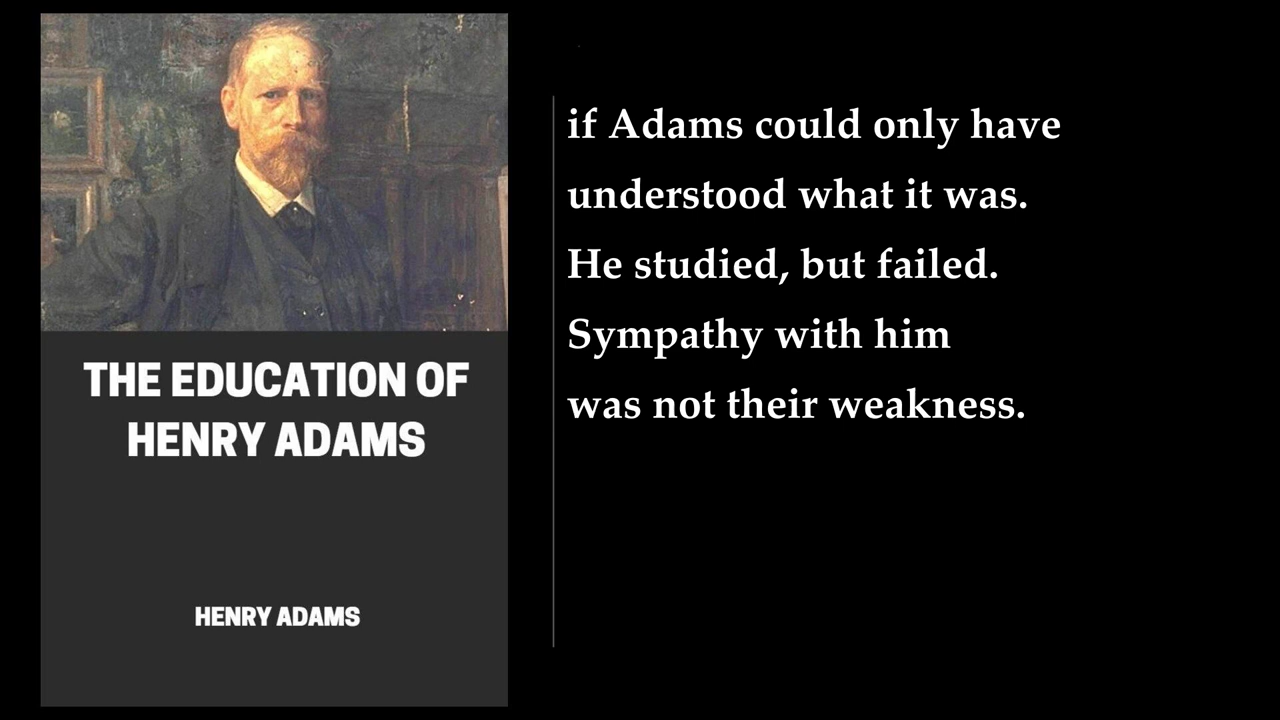 THE EDUCATION OF
HENRY ADAMS
HENRY ADAMS
if Adams could only have
understood what it was.
He studied, but failed.
Sympathy with him
was not their weakness.